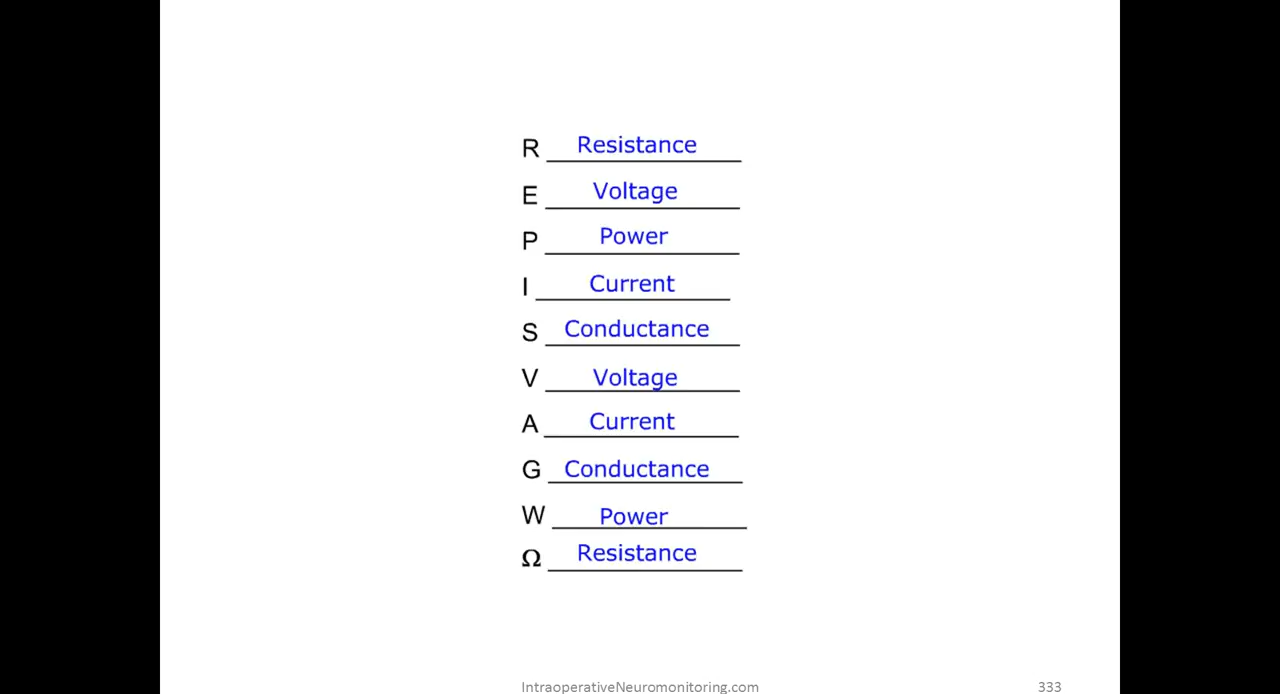 R Resistance
E Voltage
P Power
I Current
S Conductance
V Voltage
A Current
G Conductance
W Power
Ω Resistance
IntraoperativeNeuromonitoring.com 333